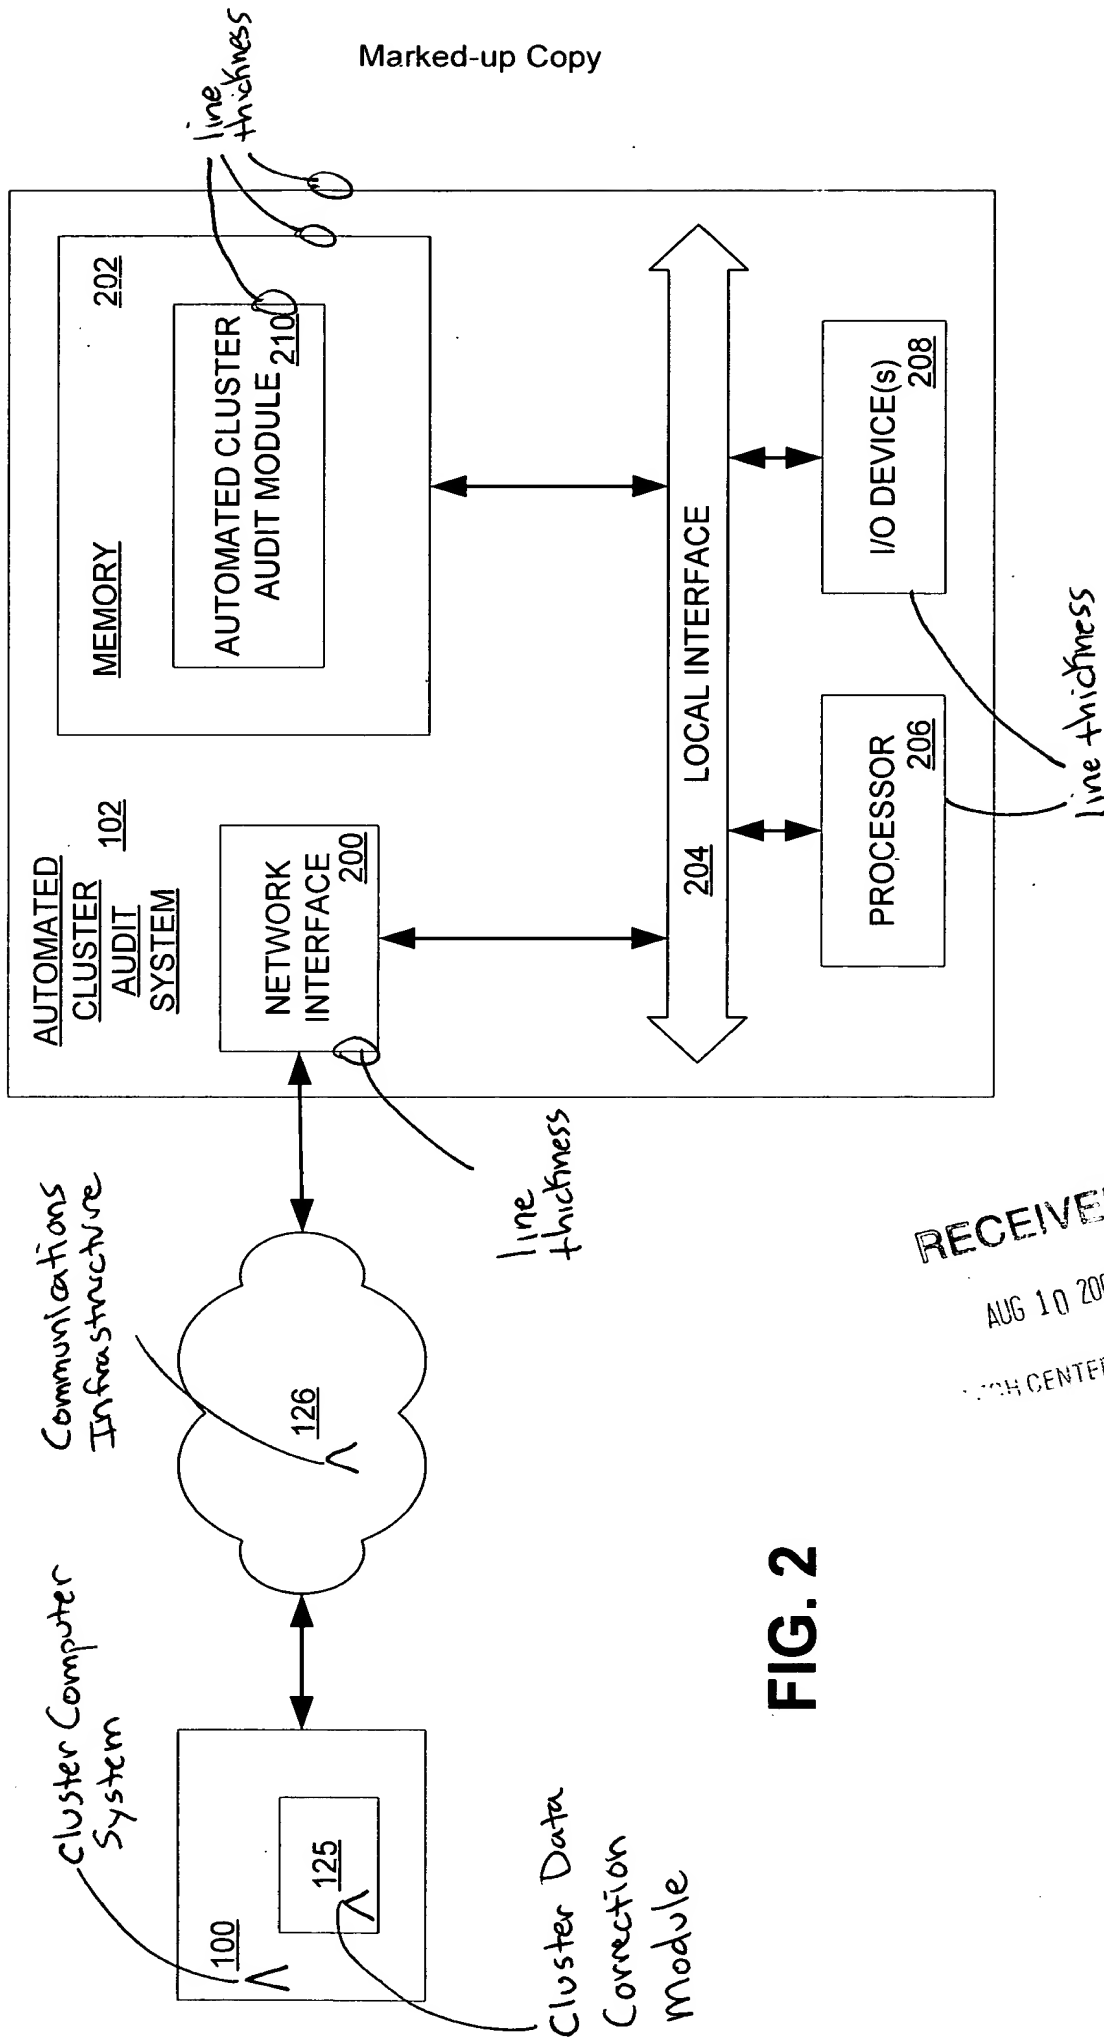 Marked-up Copy
line
thickness
AUTOMATED
CLUSTER
AUDIT
SYSTEM
102
MEMORY
202
AUTOMATED CLUSTER
AUDIT MODULE 210
NETWORK
INTERFACE
200
204 LOCAL INTERFACE
PROCESSOR
206
I/O DEVICE(s)
208
line thickness
line
thickness
Communications
Infrastructure
126
Cluster Computer
System
100
125
Cluster Data
Correction
Module
FIG. 2
AUG 10
CENTER